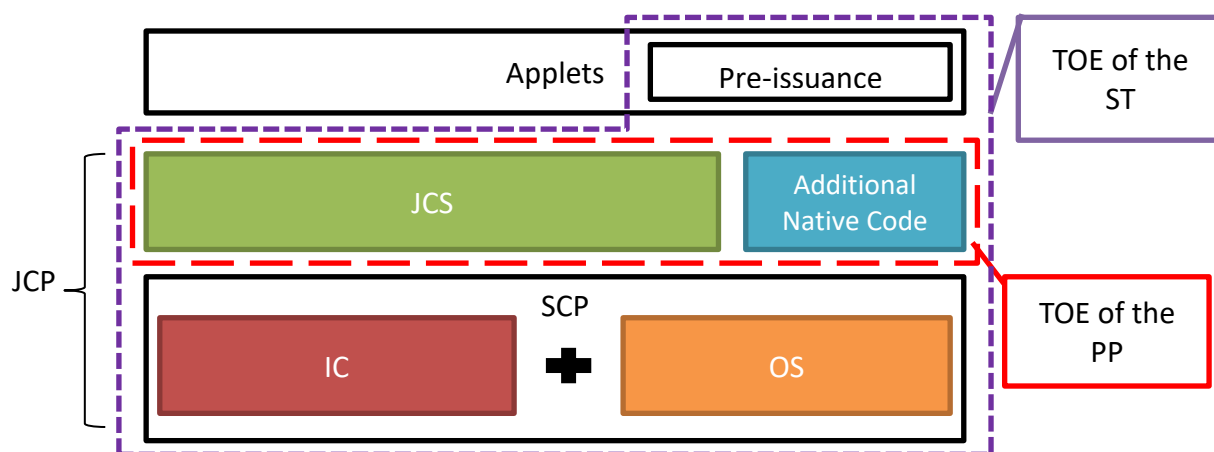 Applets
Pre-issuance
TOE of the
ST
JCS
Additional
Native Code
JCP
SCP
IC
OS
TOE of the
PP